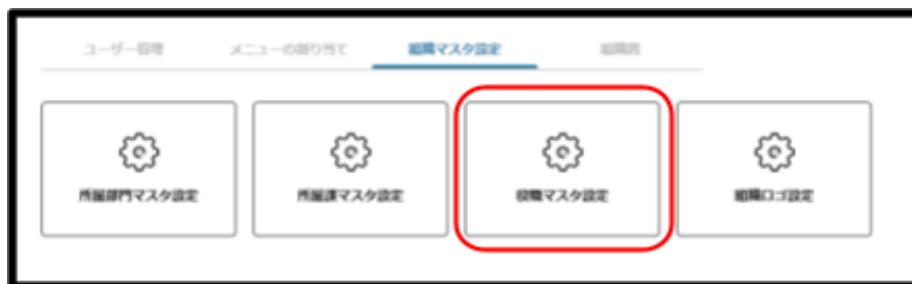 ユーザー管理 メニューの割り当て 組織マスタ設定 組織図
所属部門マスタ設定 所属課マスタ設定 役職マスタ設定 組織ロゴ設定